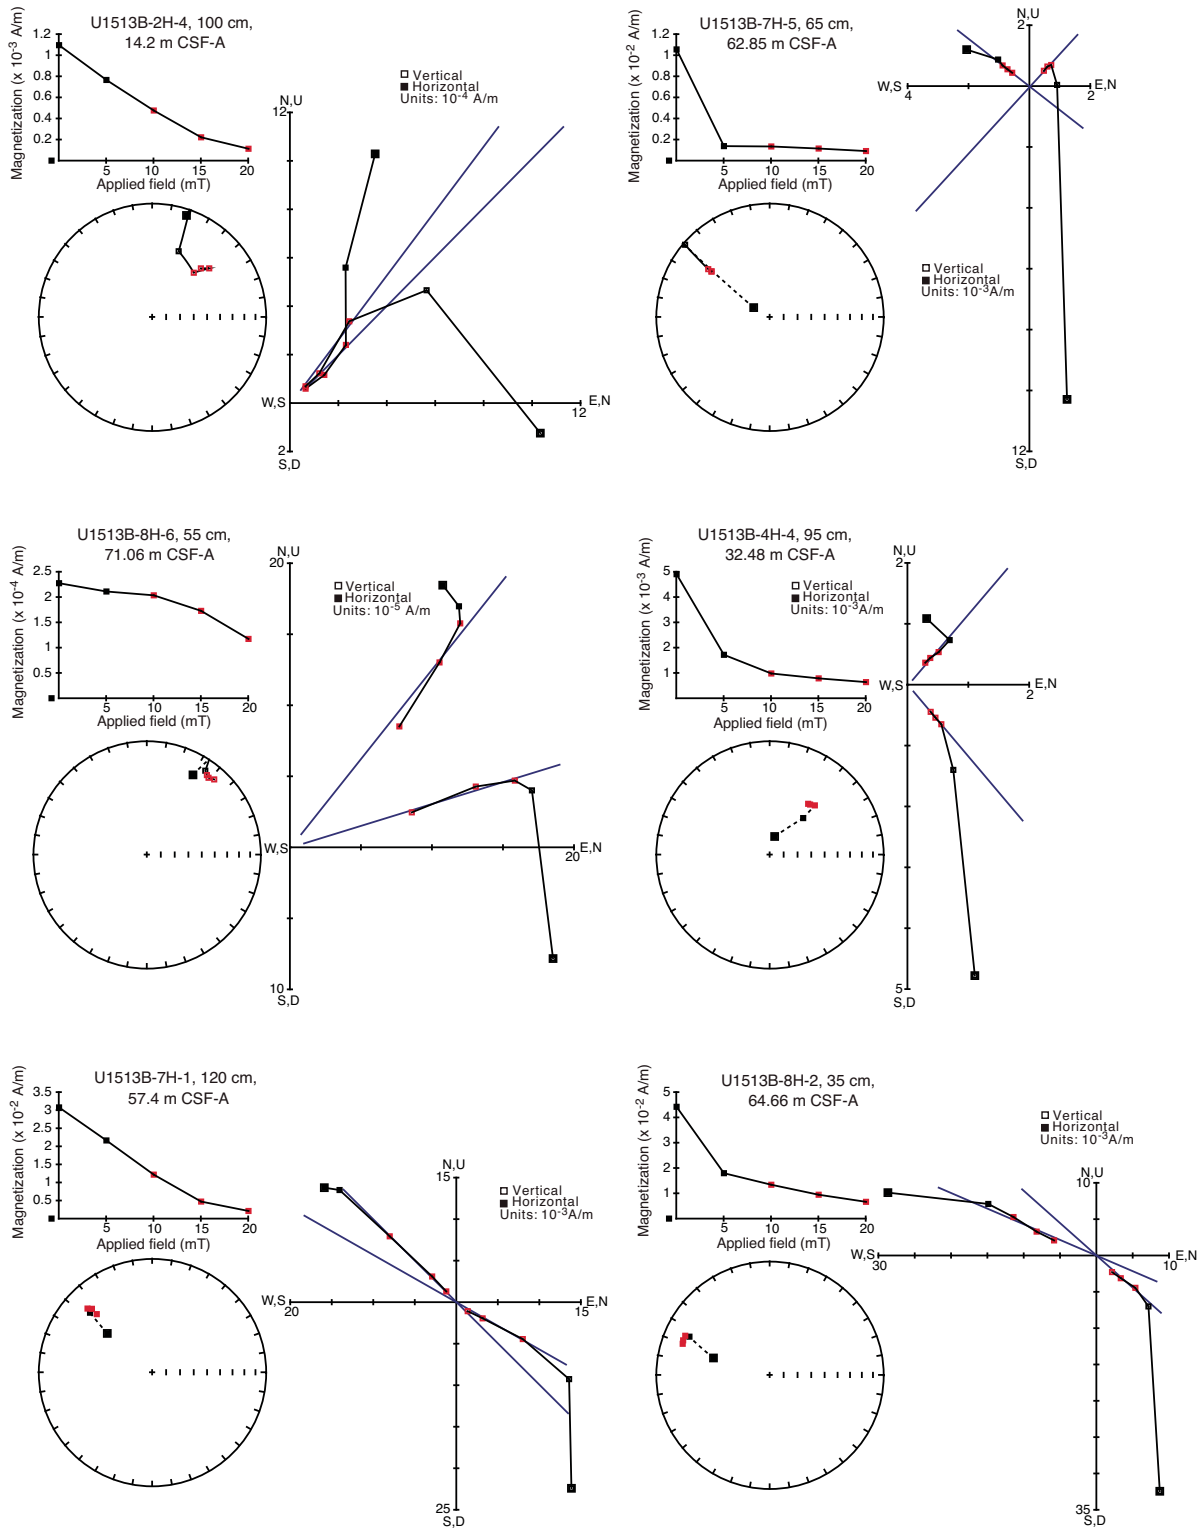 U1513B-2H-4, 100 cm,
14.2 m CSF-A
Magnetization (x 10-3 A/m)
1.2
1
0.8
0.6
0.4
0.2
0 5 10 15 20
Applied field (mT)
Vertical
Horizontal
Units: 10-4 A/m
N,U
12
W,S
E,N
12
2
S,D
U1513B-7H-5, 65 cm,
62.85 m CSF-A
Magnetization (x 10-2 A/m)
1.2
1
0.8
0.6
0.4
0.2
0 5 10 15 20
Applied field (mT)
N,U
2
W,S
4
E,N
2
Vertical
Horizontal
Units: 10-3A/m
12
S,D
U1513B-8H-6, 55 cm,
71.06 m CSF-A
Magnetization (x 10-4 A/m)
2.5
2
1.5
1
0.5
0 5 10 15 20
Applied field (mT)
N,U
20
Vertical
Horizontal
Units: 10-5 A/m
W,S
E,N
20
10
S,D
U1513B-4H-4, 95 cm,
32.48 m CSF-A
Magnetization (x 10-3 A/m)
5
4
3
2
1
0 5 10 15 20
Applied field (mT)
Vertical
Horizontal
Units: 10-3A/m
N,U
2
W,S
E,N
2
5
S,D
U1513B-7H-1, 120 cm,
57.4 m CSF-A
Magnetization (x 10-2 A/m)
3.5
3
2.5
2
1.5
1
0.5
0 5 10 15 20
Applied field (mT)
N,U
15
Vertical
Horizontal
Units: 10-3A/m
W,S
20
E,N
15
25
S,D
U1513B-8H-2, 35 cm,
64.66 m CSF-A
Magnetization (x 10-2 A/m)
5
4
3
2
1
0 5 10 15 20
Applied field (mT)
Vertical
Horizontal
Units: 10-3A/m
N,U
10
W,S
30
E,N
10
35
S,D